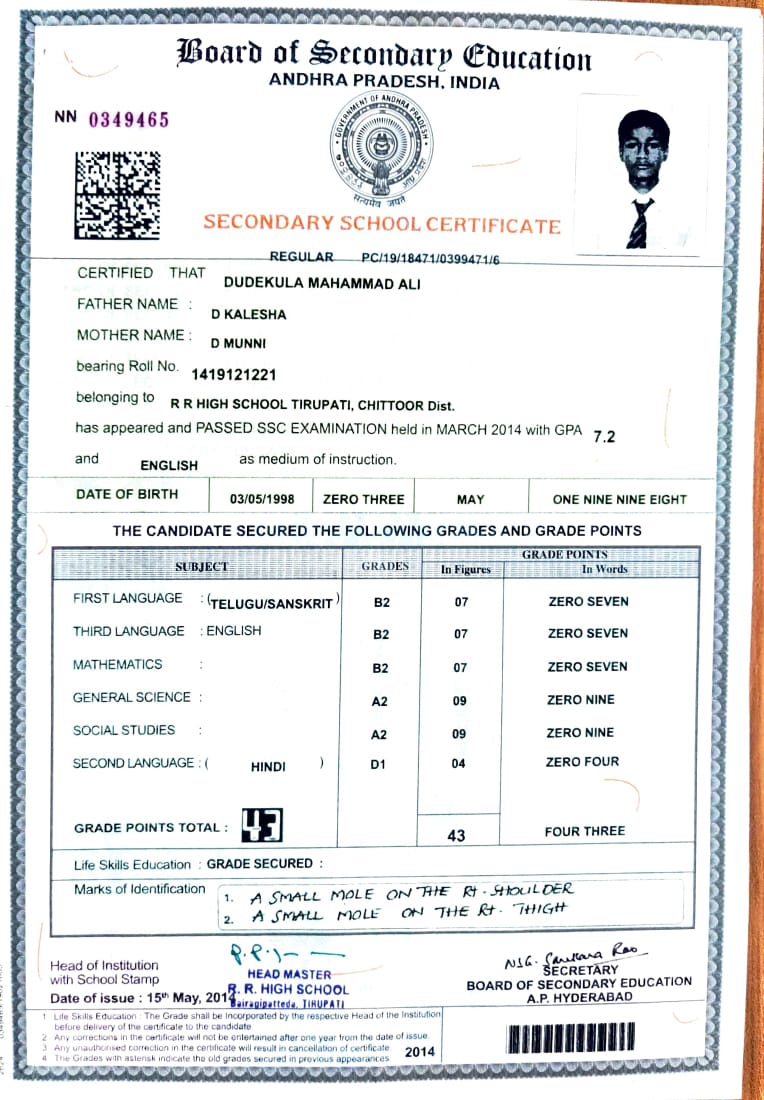 Board of Secondary Education
ANDHRA PRADESH, INDIA
NN 0349465
GOVERNMENT OF ANDHRA PRADESH
सत्यमेव जयते
SECONDARY SCHOOL CERTIFICATE
REGULAR PC/19/18471/0399471/6
CERTIFIED THAT DUDEKULA MAHAMMAD ALI
FATHER NAME : D KALESHA
MOTHER NAME : D MUNNI
bearing Roll No. 1419121221
belonging to R R HIGH SCHOOL TIRUPATI, CHITTOOR Dist.
has appeared and PASSED SSC EXAMINATION held in MARCH 2014 with GPA 7.2
and ENGLISH as medium of instruction.
DATE OF BIRTH 03/05/1998 ZERO THREE MAY ONE NINE NINE EIGHT
THE CANDIDATE SECURED THE FOLLOWING GRADES AND GRADE POINTS
SUBJECT GRADES GRADE POINTS
In Figures In Words
FIRST LANGUAGE : (TELUGU/SANSKRIT) B2 07 ZERO SEVEN
THIRD LANGUAGE : ENGLISH B2 07 ZERO SEVEN
MATHEMATICS : B2 07 ZERO SEVEN
GENERAL SCIENCE : A2 09 ZERO NINE
SOCIAL STUDIES : A2 09 ZERO NINE
SECOND LANGUAGE : ( HINDI ) D1 04 ZERO FOUR
GRADE POINTS TOTAL : 43 43 FOUR THREE
Life Skills Education : GRADE SECURED :
Marks of Identification
1. A SMALL MOLE ON THE Rt. SHOULDER
2. A SMALL MOLE ON THE Rt. THIGH
Head of Institution
with School Stamp
HEAD MASTER
R. R. HIGH SCHOOL
Bairagipatteda, TIRUPATI
Date of issue : 15th May, 2014
SECRETARY
BOARD OF SECONDARY EDUCATION
A.P. HYDERABAD
1 Life Skills Education : The Grade shall be Incorporated by the respective Head of the Institution
before delivery of the certificate to the candidate
2 Any corrections in the certificate will not be entertained after one year from the date of issue.
3 Any unauthorised correction in the certificate will result in cancellation of certificate
4 The Grades with asterisk indicate the old grades secured in previous appearances
2014